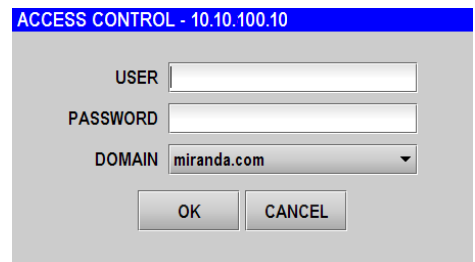 ACCESS CONTROL - 10.10.100.10
USER
PASSWORD
DOMAIN miranda.com
OK CANCEL